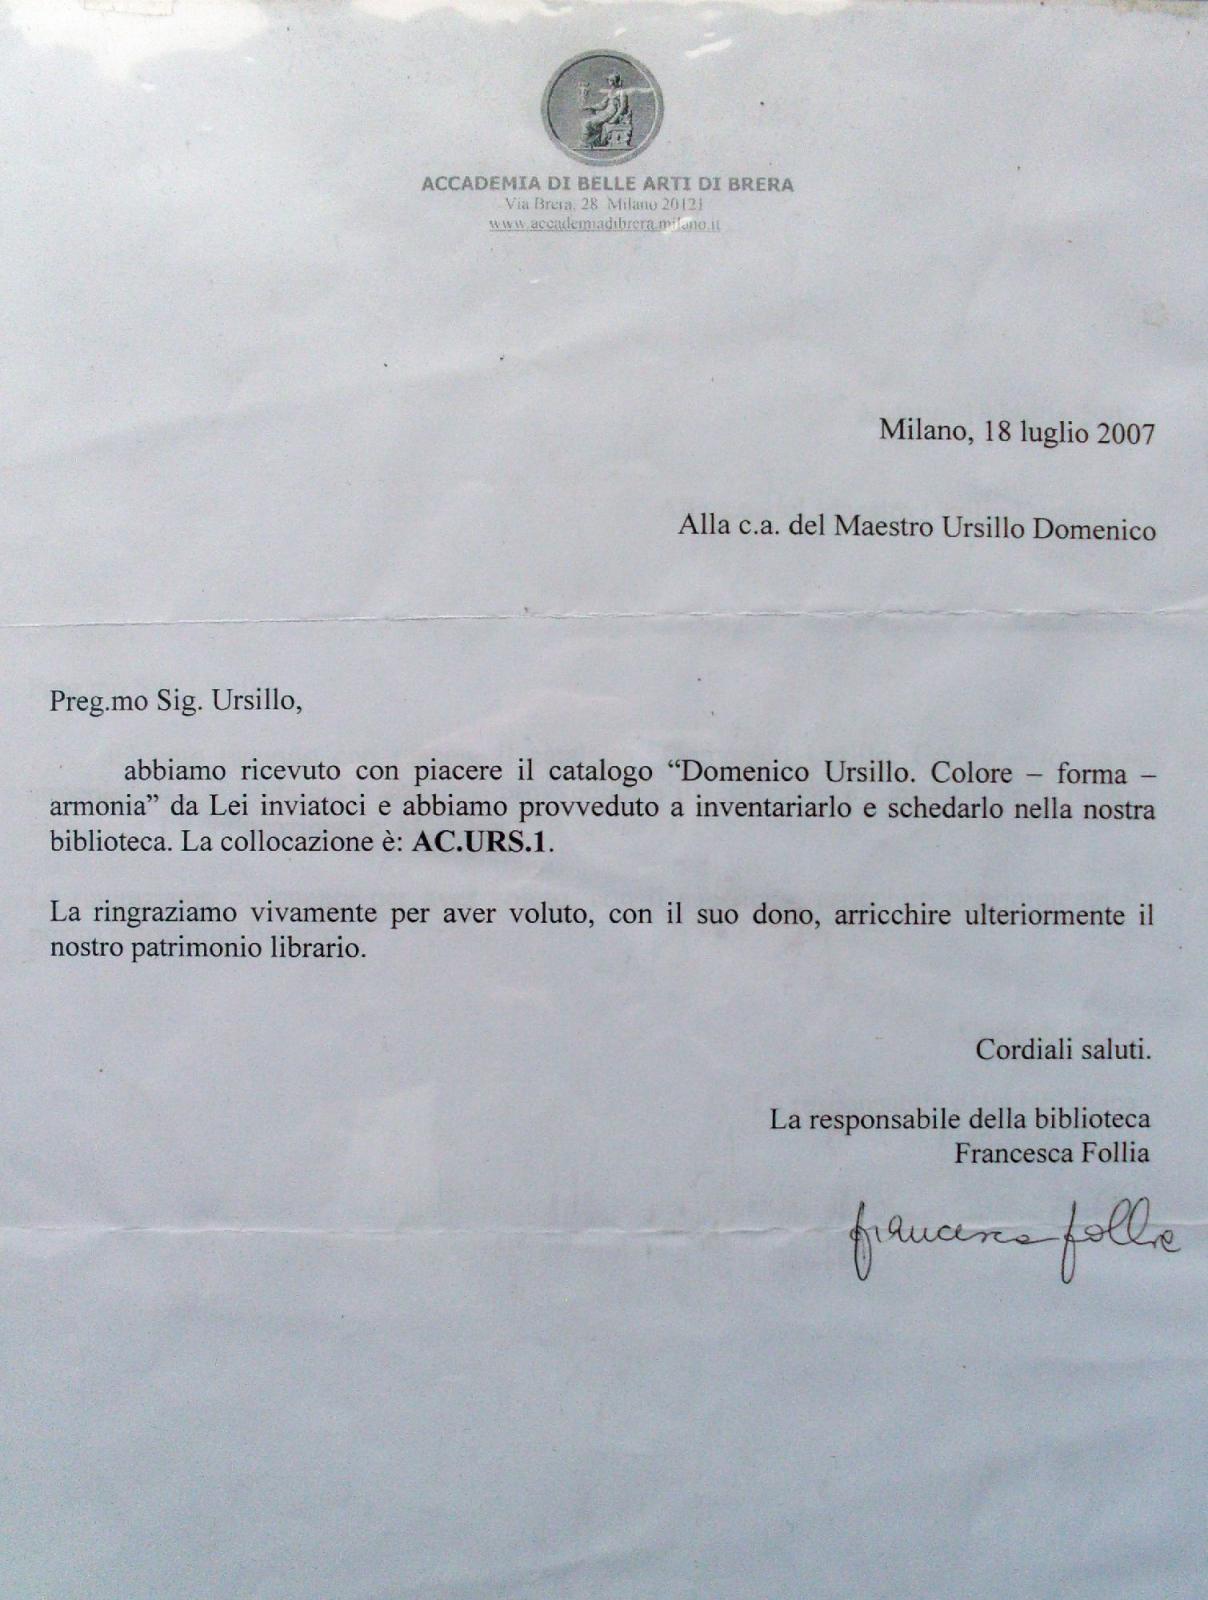 ACCADEMIA DI BELLE ARTI DI BRERA
Via Brera, 28 Milano 20121
www.accademiadibrera.milano.it
Milano, 18 luglio 2007
Alla c.a. del Maestro Ursillo Domenico
Preg.mo Sig. Ursillo,
abbiamo ricevuto con piacere il catalogo “Domenico Ursillo. Colore – forma –
armonia” da Lei inviatoci e abbiamo provveduto a inventariarlo e schedarlo nella nostra
biblioteca. La collocazione è: AC.URS.1.
La ringraziamo vivamente per aver voluto, con il suo dono, arricchire ulteriormente il
nostro patrimonio librario.
Cordiali saluti.
La responsabile della biblioteca
Francesca Follia
Francesca Follia